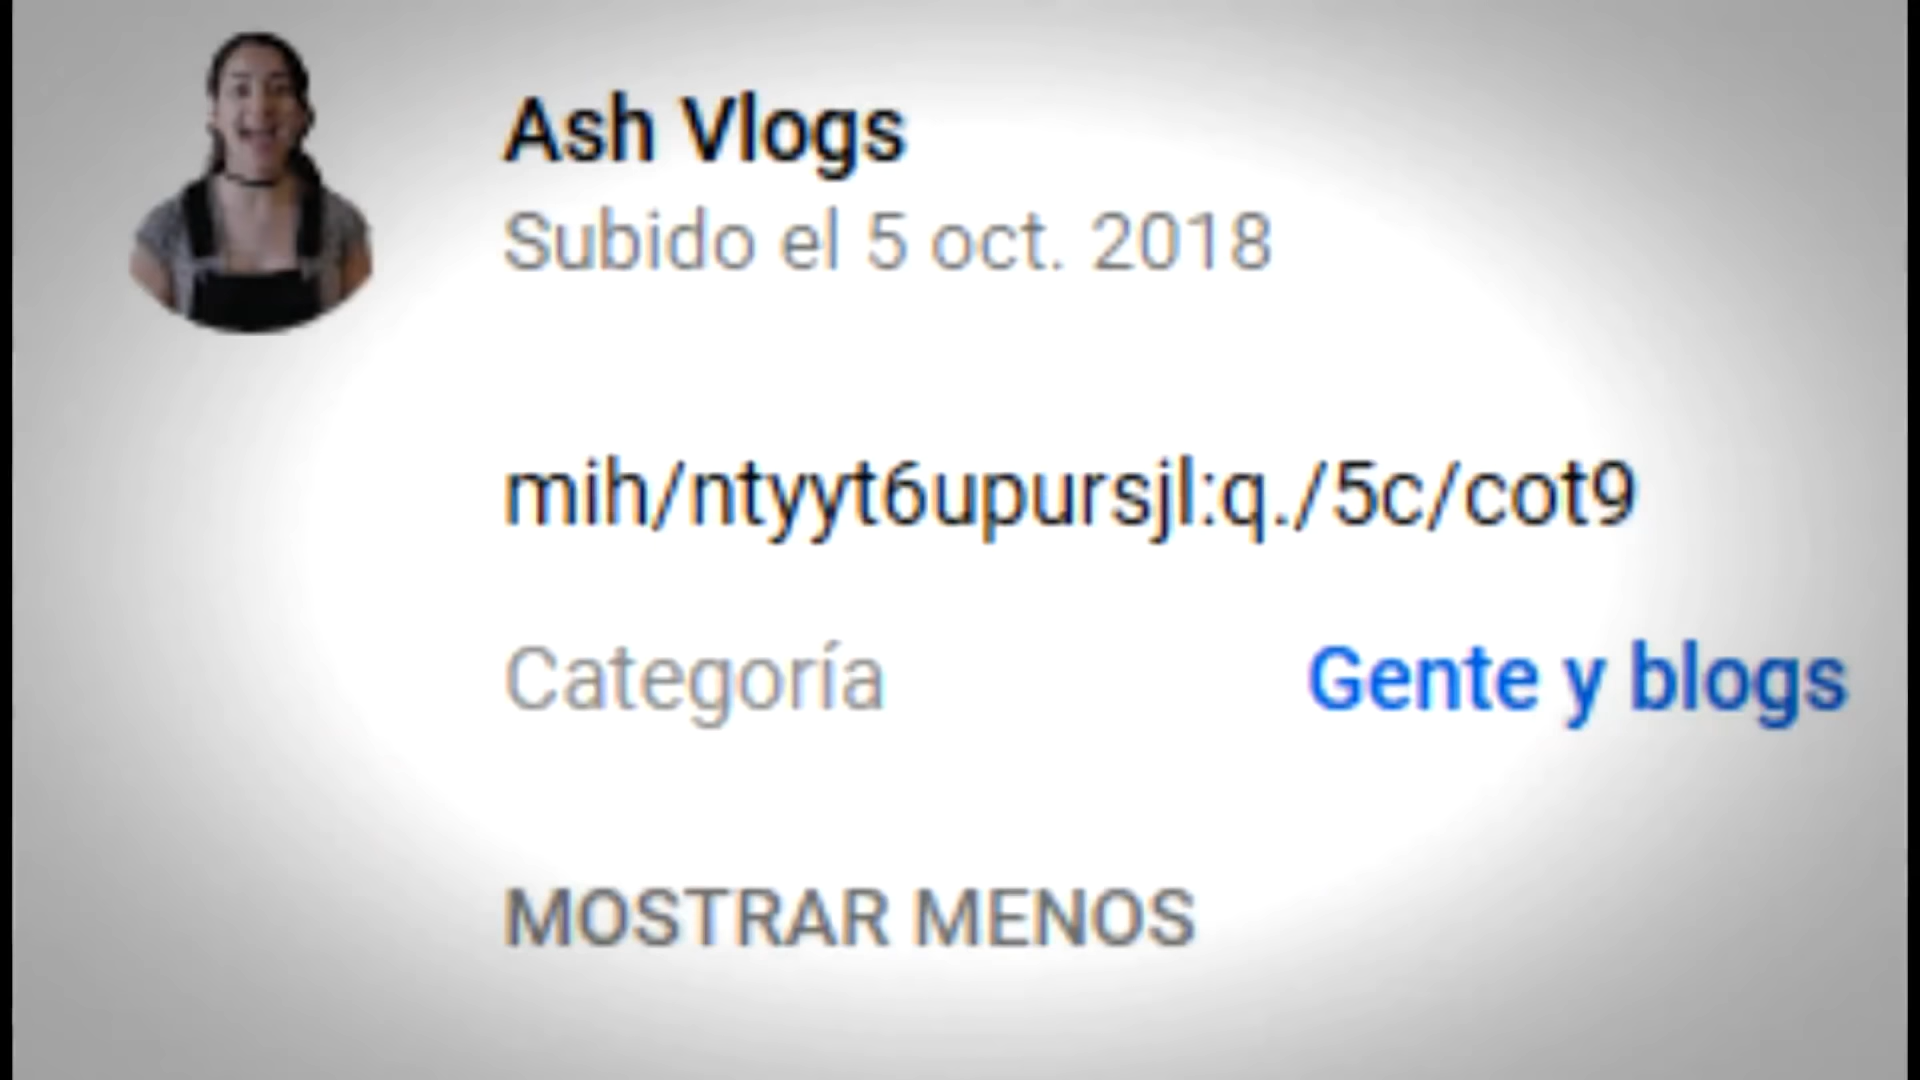 Ash Vlogs
Subido el 5 oct. 2018
mih/ntyyt6upursjl:q./5c/cot9
Categoría Gente y blogs
MOSTRAR MENOS